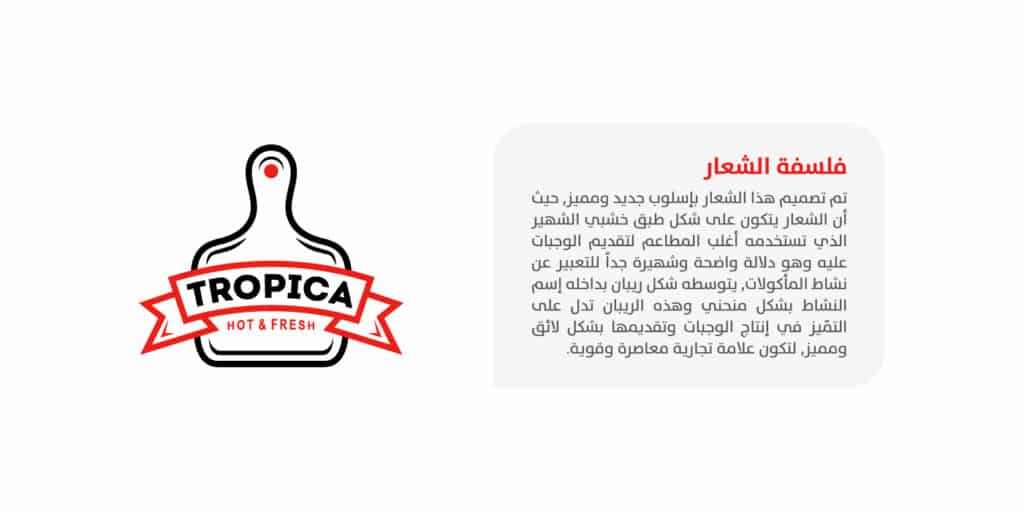 TROPICA
HOT & FRESH
فلسفة الشعار
تم تصميم هذا الشعار بإسلوب جديد ومميز, حيث
أن الشعار يتكون على شكل طبق خشبي الشهير
الذي تستخدمه أغلب المطاعم لتقديم الوجبات
عليه وهو دلالة واضحة وشهيرة جداً للتعبير عن
نشاط المأكولات, يتوسطه شكل ريبان بداخله إسم
النشاط بشكل منحني وهذه الريبان تدل على
التمّيز في إنتاج الوجبات وتقديمها بشكل لائق
ومميز, لتكون علامة تجارية معاصرة وقوية.